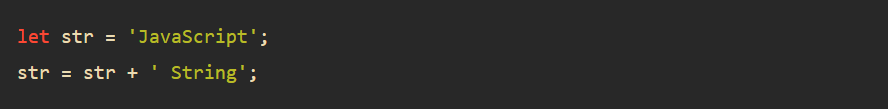 let str = 'JavaScript';
str = str + ' String';